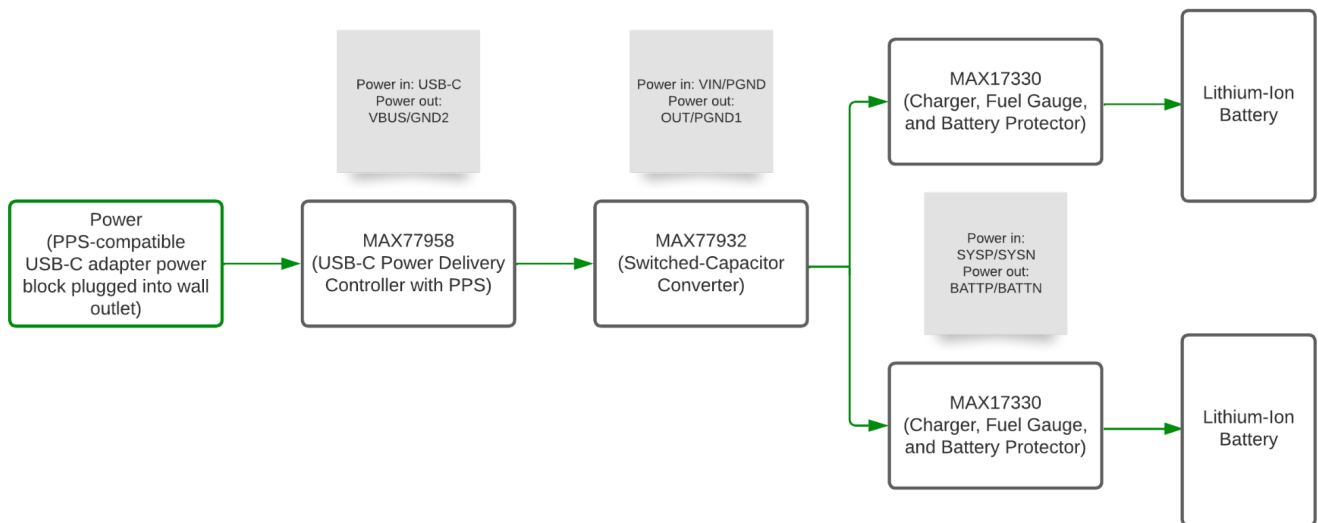 Power in: USB-C
Power out:
VBUS/GND2
Power in: VIN/PGND
Power out:
OUT/PGND1
MAX17330
(Charger, Fuel Gauge,
and Battery Protector)
Lithium-Ion
Battery
Power
(PPS-compatible
USB-C adapter power
block plugged into wall
outlet)
MAX77958
(USB-C Power Delivery
Controller with PPS)
MAX77932
(Switched-Capacitor
Converter)
Power in:
SYSP/SYSN
Power out:
BATTP/BATTN
MAX17330
(Charger, Fuel Gauge,
and Battery Protector)
Lithium-Ion
Battery